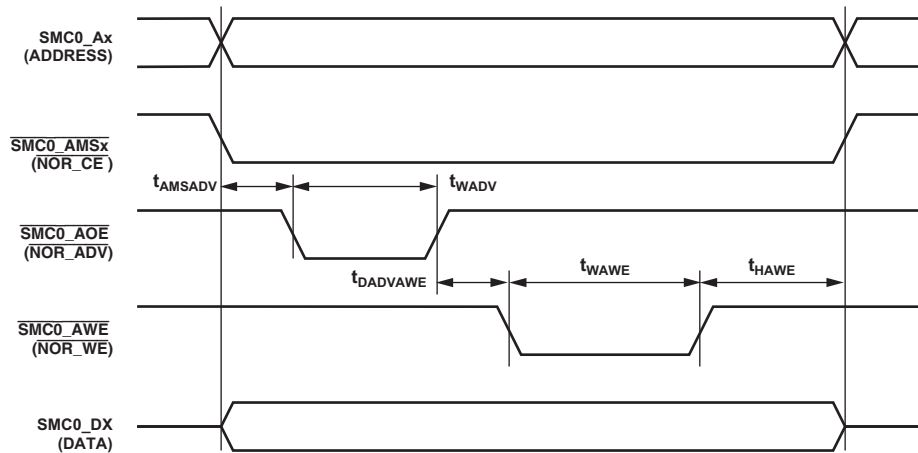 SMC0_Ax
(ADDRESS)
SMC0_AMSx
(NOR_CE)
tAMSADV
tWADV
SMC0_AOE
(NOR_ADV)
tDADVAWE
tWAWE
tHAWE
SMC0_AWE
(NOR_WE)
SMC0_DX
(DATA)